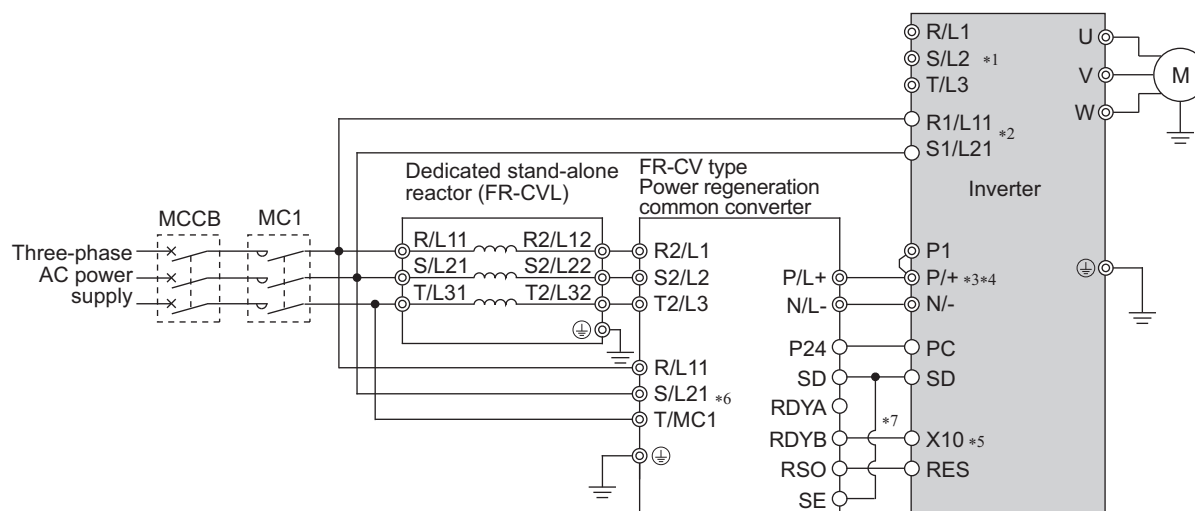 R/L1
S/L2 *1
T/L3
R1/L11
*2
S1/L21
Inverter
U
V
W
M
P1
P/+ *3*4
N/-
PC
SD
X10 *5
RES
Dedicated stand-alone
reactor (FR-CVL)
FR-CV type
Power regeneration
common converter
MCCB
MC1
Three-phase
AC power
supply
R/L11
R2/L12
S/L21
S2/L22
T/L31
T2/L32
R2/L1
S2/L2
T2/L3
P/L+
N/L-
P24
SD
RDYA
RDYB
RSO
SE
*7
R/L11
S/L21 *6
T/MC1